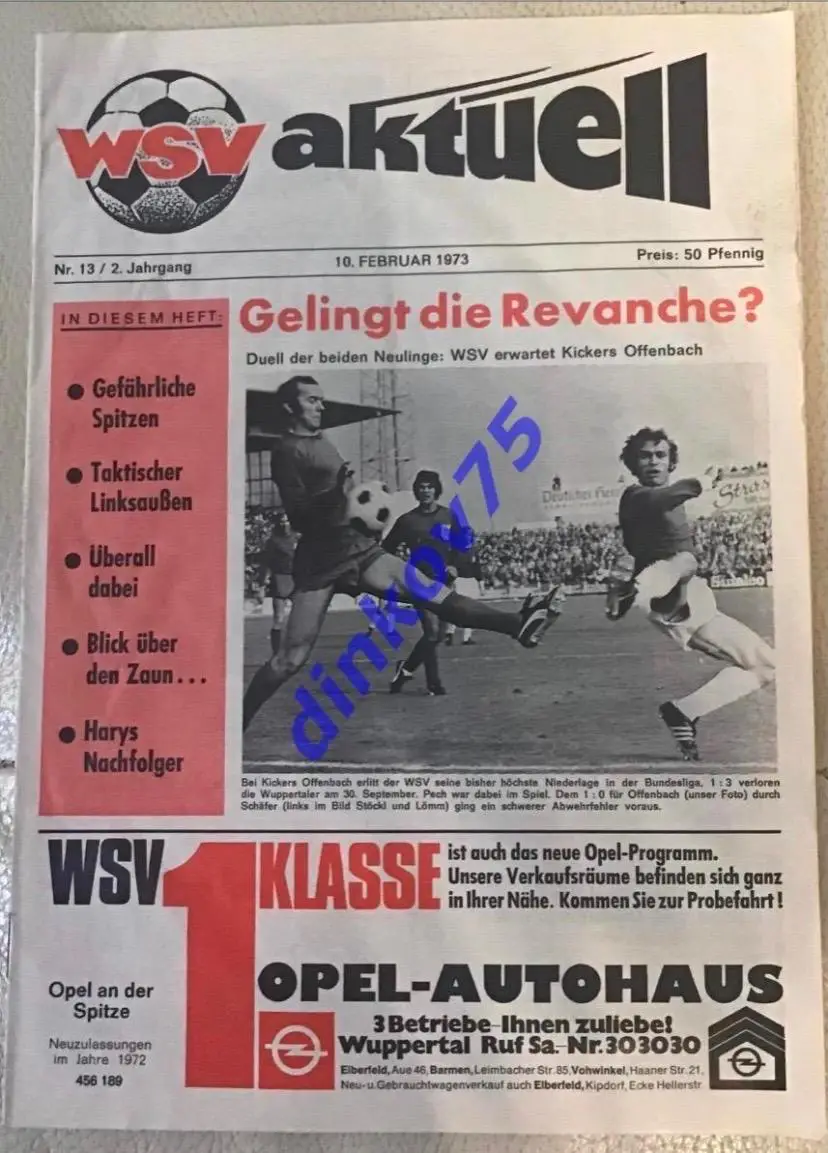 WSV aktuell
Nr. 13 / 2. Jahrgang
10. FEBRUAR 1973
Preis: 50 Pfennig
IN DIESEM HEFT:
● Gefährliche
Spitzen
● Taktischer
Linksaußen
● Überall
dabei
● Blick über
den Zaun...
● Harys
Nachfolger
Gelingt die Revanche?
Duell der beiden Neulinge: WSV erwartet Kickers Offenbach
dinkov75
Bei Kickers Offenbach erlitt der WSV seine bisher höchste Niederlage in der Bundesliga. 1 : 3 verloren
die Wuppertaler am 30. September. Pech war dabei im Spiel. Dem 1 : 0 für Offenbach (unser Foto) durch
Schäfer (links im Bild Stöckl und Lömm) ging ein schwerer Abwehrfehler voraus.
WSV 1 KLASSE
ist auch das neue Opel-Programm.
Unsere Verkaufsräume befinden sich ganz
in Ihrer Nähe. Kommen Sie zur Probefahrt!
Opel an der
Spitze
Neuzulassungen
im Jahre 1972
456 189
OPEL-AUTOHAUS
3 Betriebe-Ihnen zuliebe!
Wuppertal Ruf Sa.-Nr. 303030
Elberfeld, Aue 46, Barmen, Leimbacher Str. 85, Vohwinkel, Haaner Str. 21,
Neu- u. Gebrauchtwagenverkauf auch Elberfeld, Kipdorf, Ecke Hellerstr